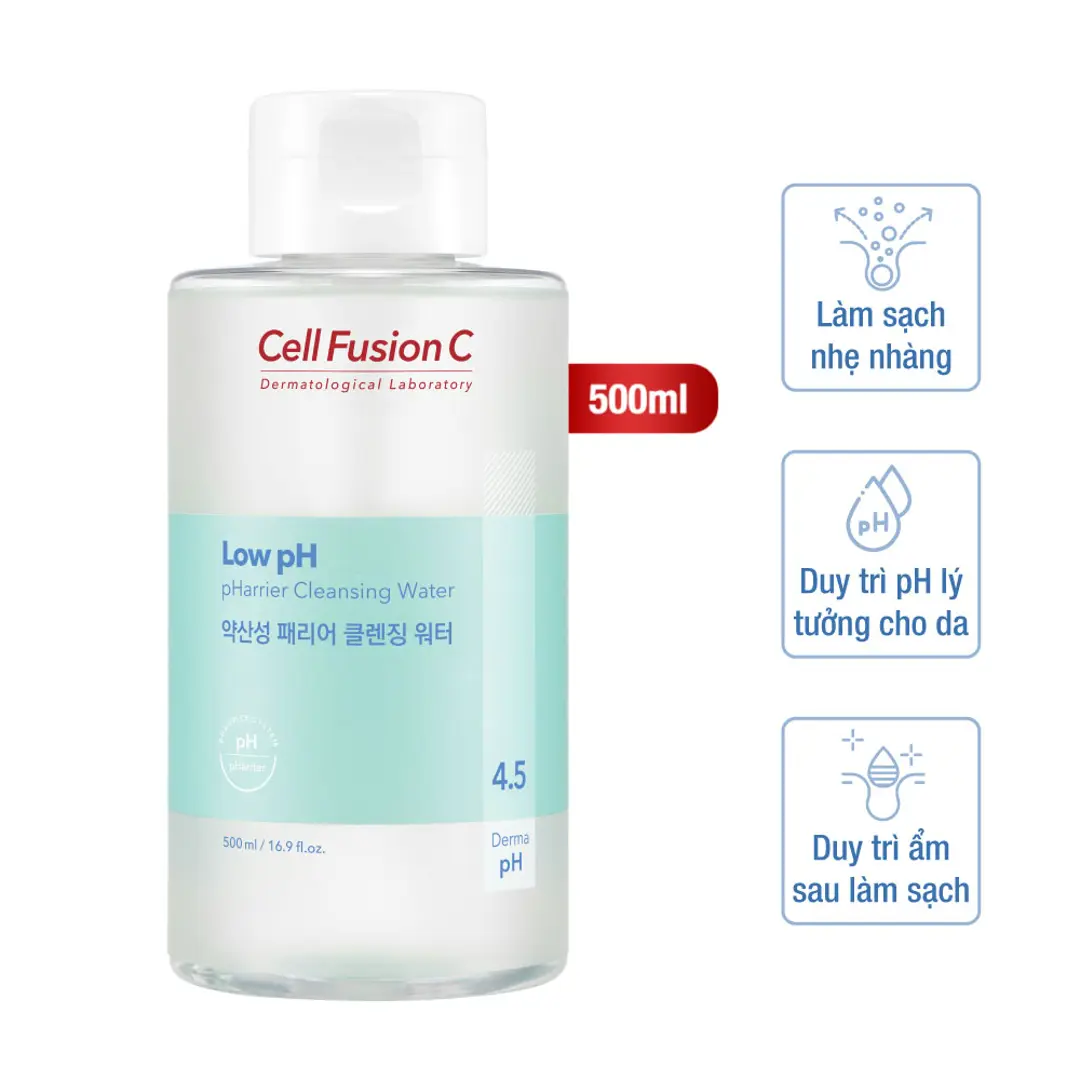 Cell Fusion C
Dermatological Laboratory
500ml
Low pH
pHarrier Cleansing Water
약산성 패리어 클렌징 워터
pH
pHarrier
4.5
500 ml / 16.9 fl.oz.
Derma
pH
Làm sạch
nhẹ nhàng
pH
Duy trì pH lý
tưởng cho da
Duy trì ẩm
sau làm sạch